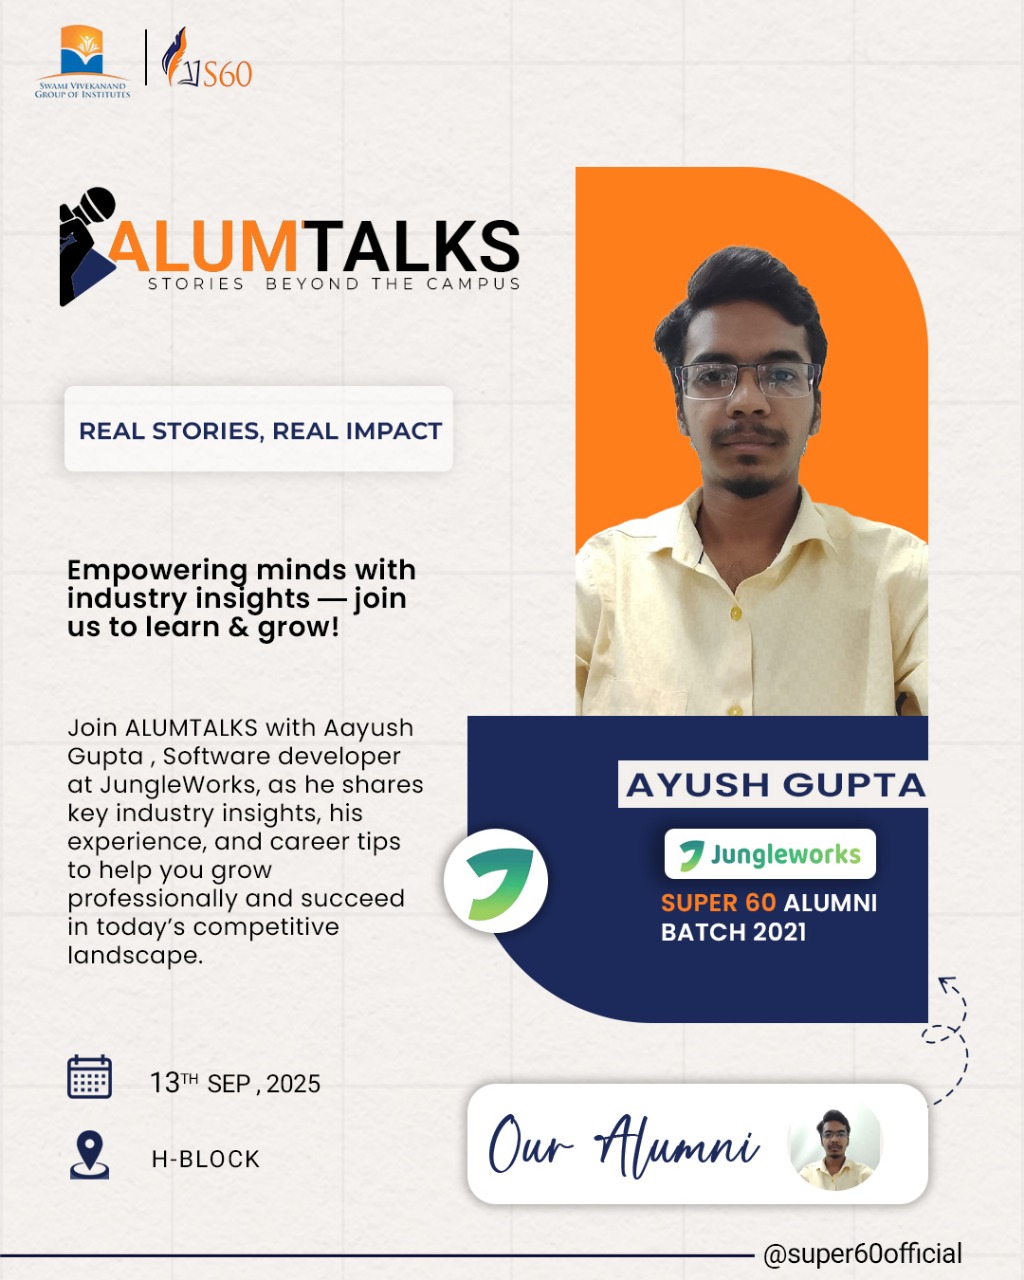 SWAMI VIVEKANAND
GROUP OF INSTITUTES
S60
ALUMTALKS
STORIES BEYOND THE CAMPUS
REAL STORIES, REAL IMPACT
Empowering minds with
industry insights — join
us to learn & grow!
Join ALUMTALKS with Aayush
Gupta , Software developer
at JungleWorks, as he shares
key industry insights, his
experience, and career tips
to help you grow
professionally and succeed
in today’s competitive
landscape.
13TH SEP , 2025
H-BLOCK
AYUSH GUPTA
Jungleworks
SUPER 60 ALUMNI
BATCH 2021
Our Alumni
@super60official